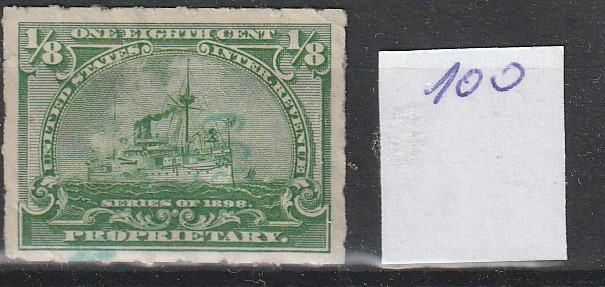 ONE EIGHTH CENT
1/8 1/8
UNITED STATES INTER. REVENUE
SERIES OF 1898.
PROPRIETARY.
100